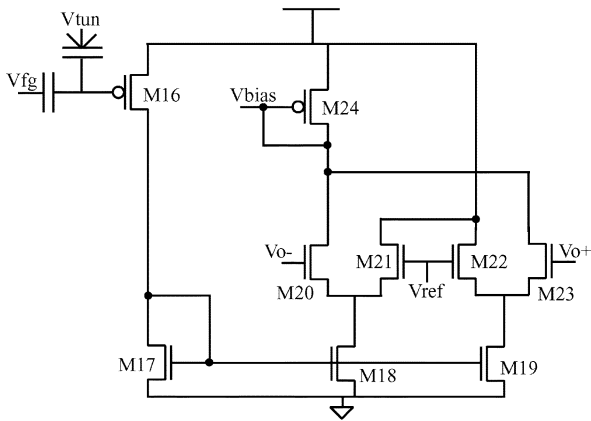 Vtun
Vfg
M16
Vbias
M24
Vo-
M21
M22
Vo+
M20
Vref
M23
M17
M18
M19